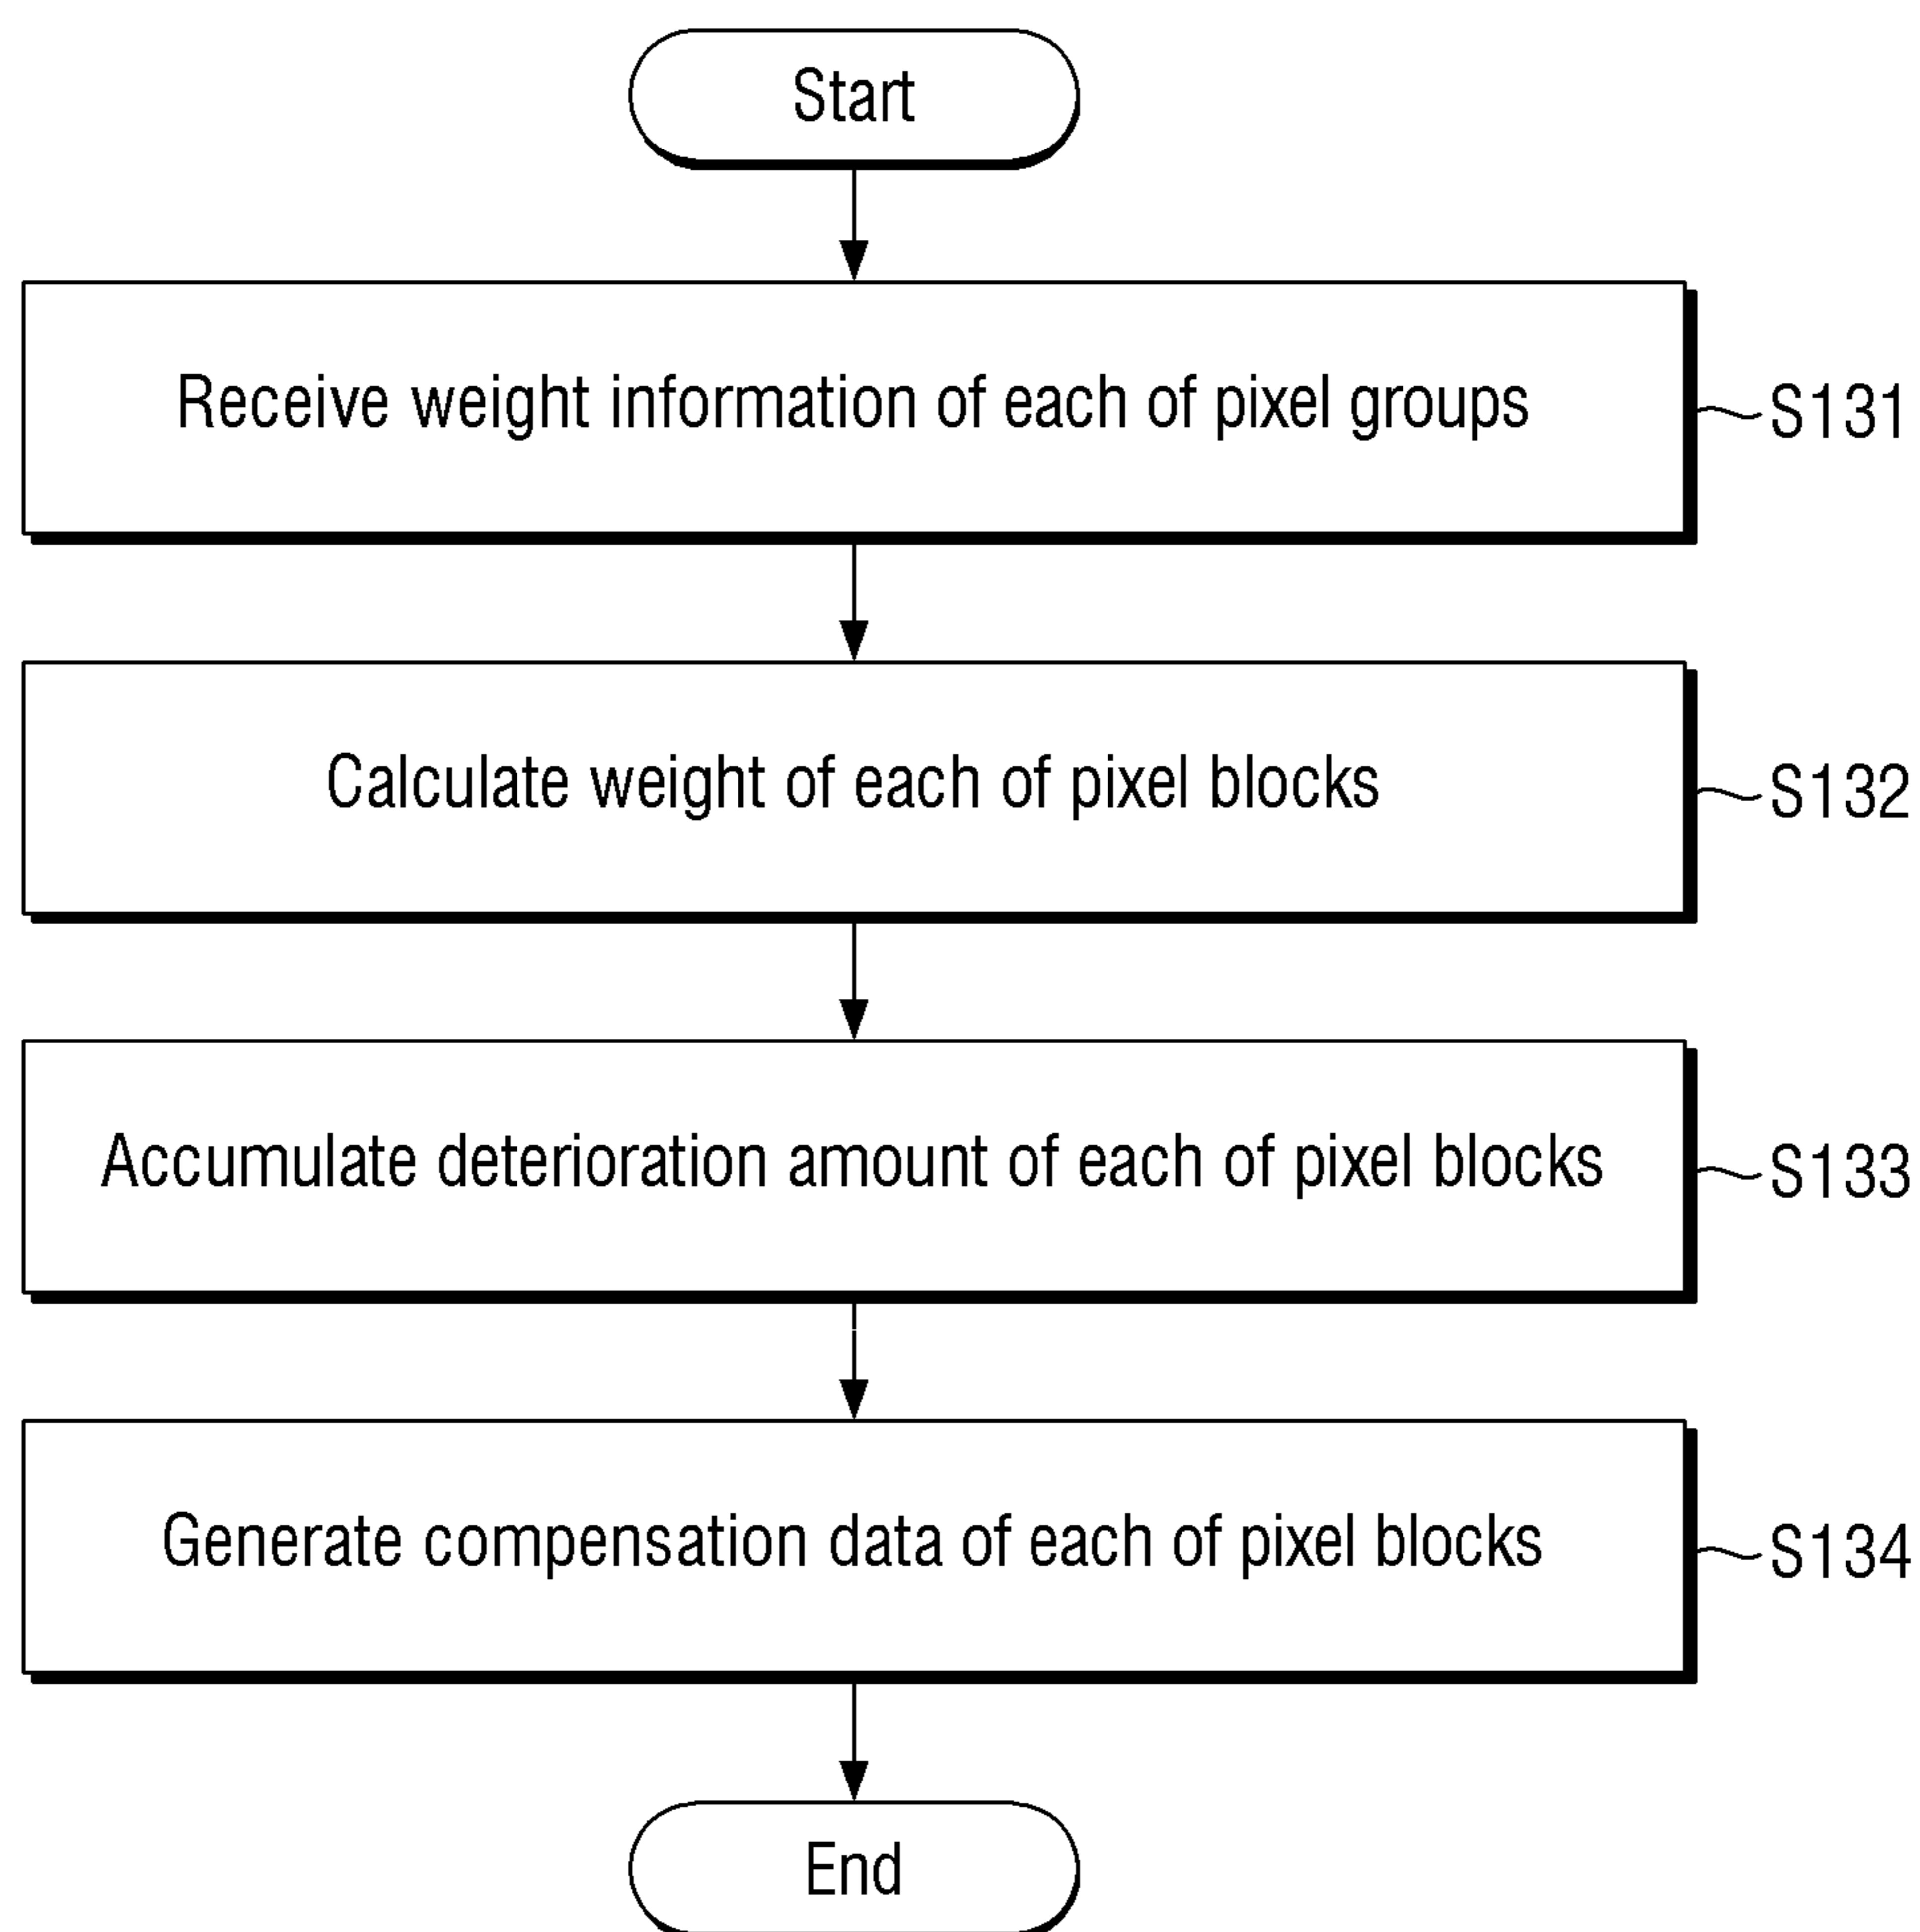 Start
Receive weight information of each of pixel groups
S131
Calculate weight of each of pixel blocks
S132
Accumulate deterioration amount of each of pixel blocks
S133
Generate compensation data of each of pixel blocks
S134
End